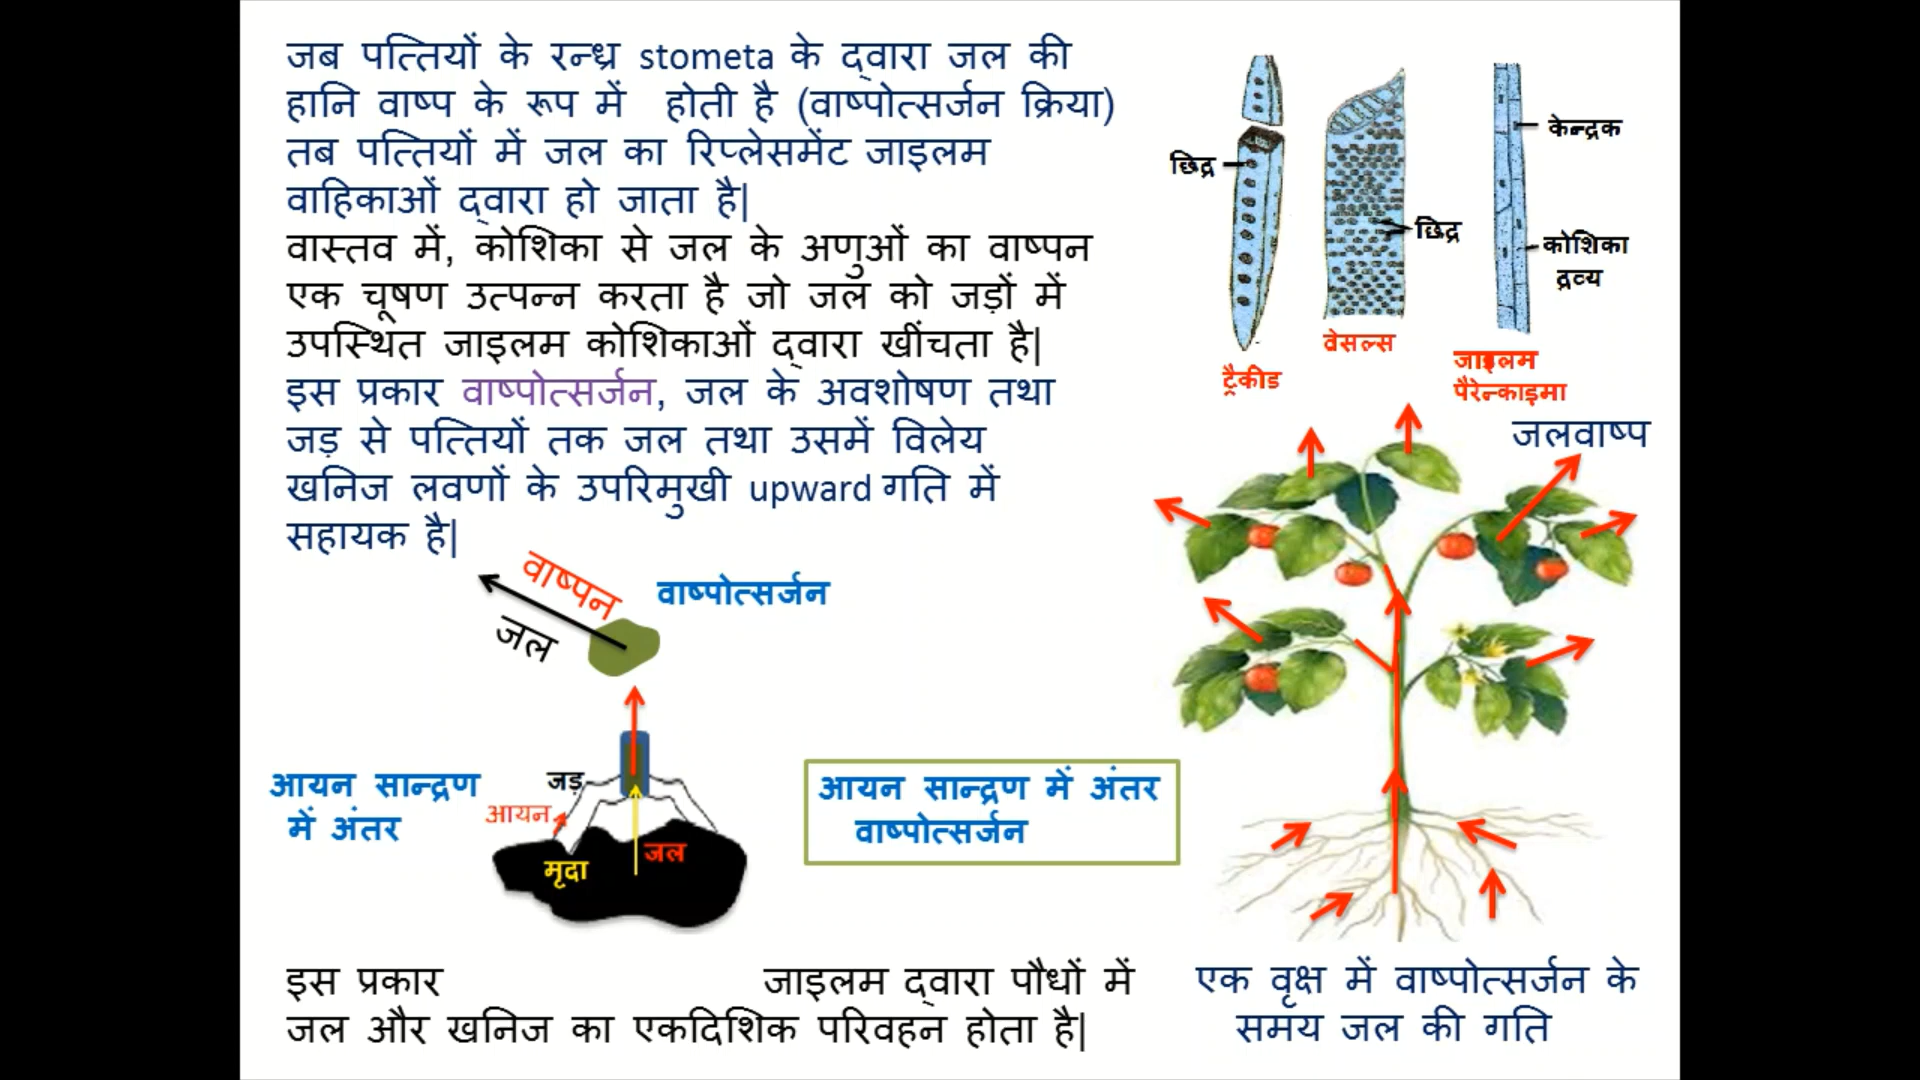 जब पत्तियों के रन्ध्र stometa के द्वारा जल की
हानि वाष्प के रूप में होती है (वाष्पोत्सर्जन क्रिया)
तब पत्तियों में जल का रिप्लेसमेंट जाइलम
वाहिकाओं द्वारा हो जाता है|
वास्तव में, कोशिका से जल के अणुओं का वाष्पन
एक चूषण उत्पन्न करता है जो जल को जड़ों में
उपस्थित जाइलम कोशिकाओं द्वारा खींचता है|
इस प्रकार वाष्पोत्सर्जन, जल के अवशोषण तथा
जड़ से पत्तियों तक जल तथा उसमें विलेय
खनिज लवणों के उपरिमुखी upward गति में
सहायक है|
छिद्र
छिद्र
केन्द्रक
कोशिका
द्रव्य
ट्रैकीड
वेसल्स
जाइलम
पैरेन्काइमा
जलवाष्प
वाष्पन
जल
वाष्पोत्सर्जन
आयन सान्द्रण
में अंतर
जड़
आयन
मृदा
जल
आयन सान्द्रण में अंतर
वाष्पोत्सर्जन
इस प्रकार जाइलम द्वारा पौधों में
जल और खनिज का एकदिशिक परिवहन होता है|
एक वृक्ष में वाष्पोत्सर्जन के
समय जल की गति